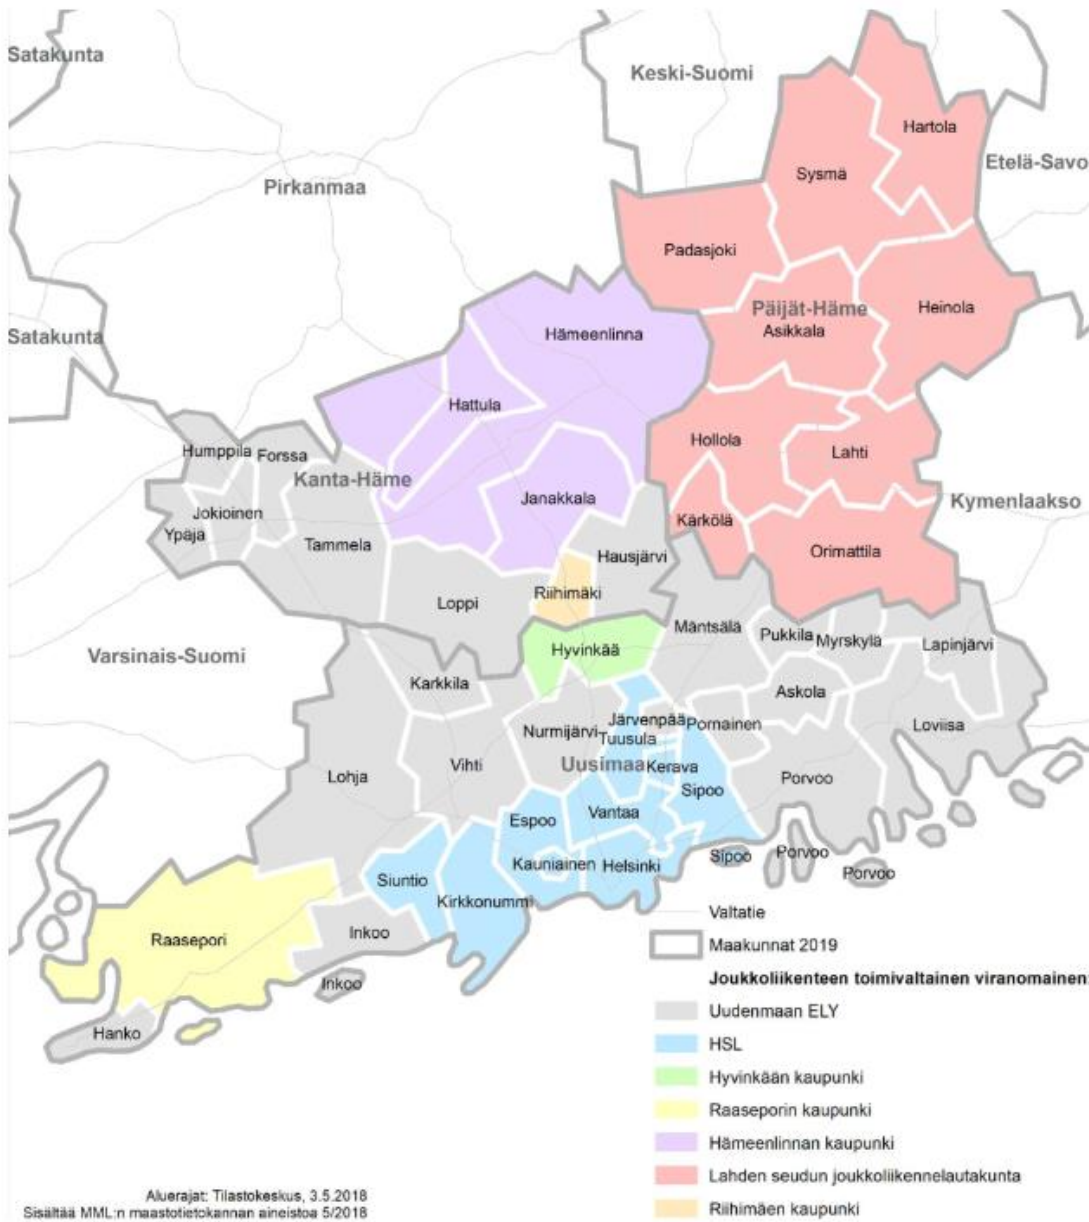 Satakunta
Keski-Suomi
Hartola
Etelä-Savo
Sysmä
Pirkanmaa
Padasjoki
Päijät-Häme
Heinola
Asikkala
Satakunta
Hämeenlinna
Hattula
Hollola
Lahti
Humppila
Forssa
Kanta-Häme
Janakkala
Kymenlaakso
Jokioinen
Ypäjä
Kärkölä
Tammela
Hausjärvi
Orimattila
Loppi
Riihimäki
Mäntsälä
Pukkila
Myrskylä
Lapinjärvi
Varsinais-Suomi
Hyvinkää
Karkkila
Askola
Järvenpää
Pornainen
Loviisa
Nurmijärvi
Tuusula
Lohja
Vihti
Uusimaa
Kerava
Porvoo
Sipoo
Espoo
Vantaa
Kauniainen
Helsinki
Sipoo
Porvoo
Porvoo
Siuntio
Kirkkonummi
Inkoo
Raasepori
Inkoo
Hanko
Valtatie
Maakunnat 2019
Joukkoliikenteen toimivaltainen viranomainen:
Uudenmaan ELY
HSL
Hyvinkään kaupunki
Raaseporin kaupunki
Hämeenlinnan kaupunki
Lahden seudun joukkoliikennelautakunta
Riihimäen kaupunki
Aluerajat: Tilastokeskus, 3.5.2018
Sisältää MML:n maastotietokannan aineistoa 5/2018